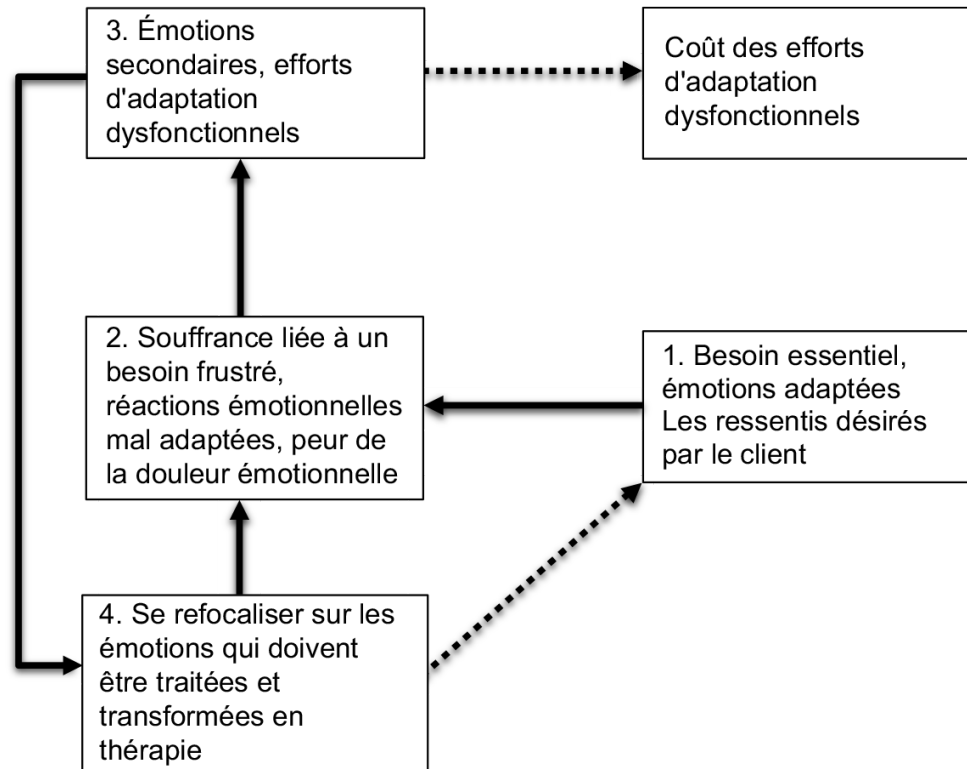 3. Émotions
secondaires, efforts
d'adaptation
dysfonctionnels
Coût des efforts
d'adaptation
dysfonctionnels
2. Souffrance liée à un
besoin frustré,
réactions émotionnelles
mal adaptées, peur de
la douleur émotionnelle
1. Besoin essentiel,
émotions adaptées
Les ressentis désirés
par le client
4. Se refocaliser sur les
émotions qui doivent
être traitées et
transformées en
thérapie